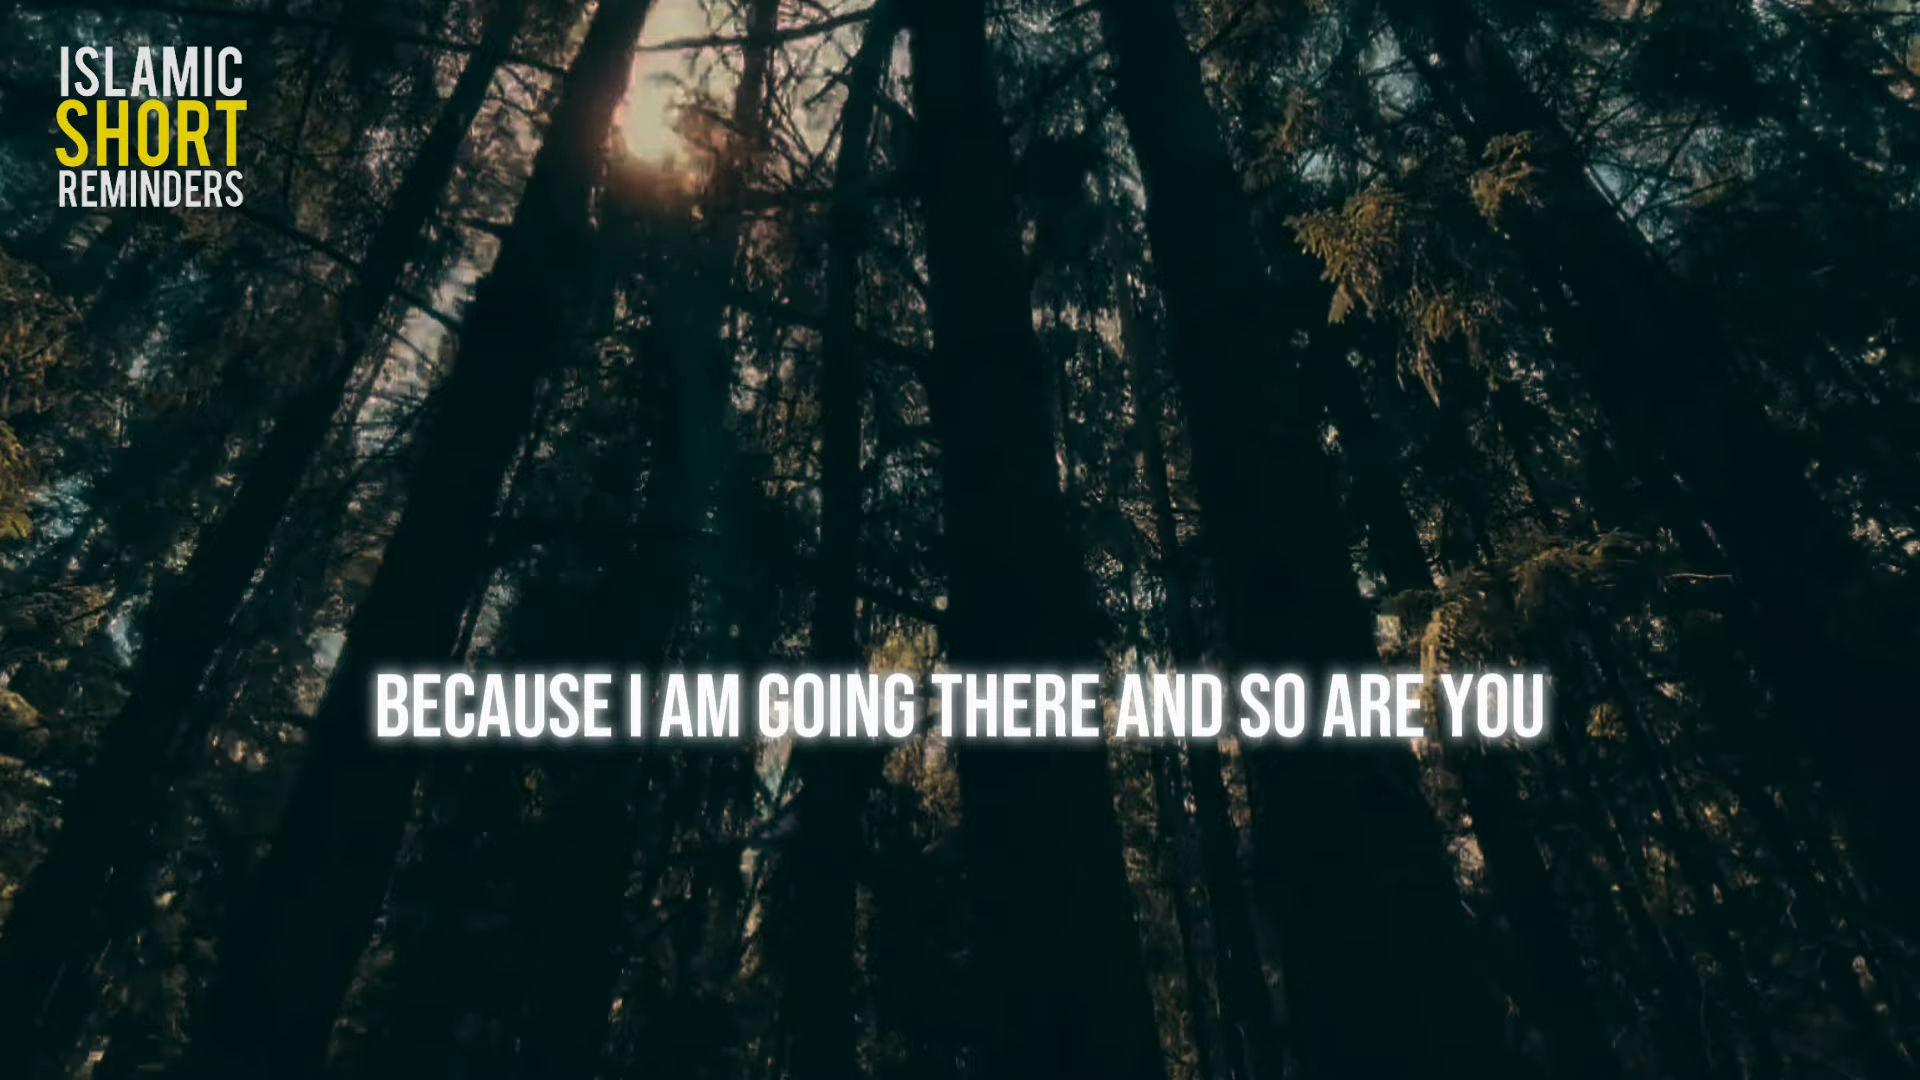 ISLAMIC
SHORT
REMINDERS
BECAUSE I AM GOING THERE AND SO ARE YOU